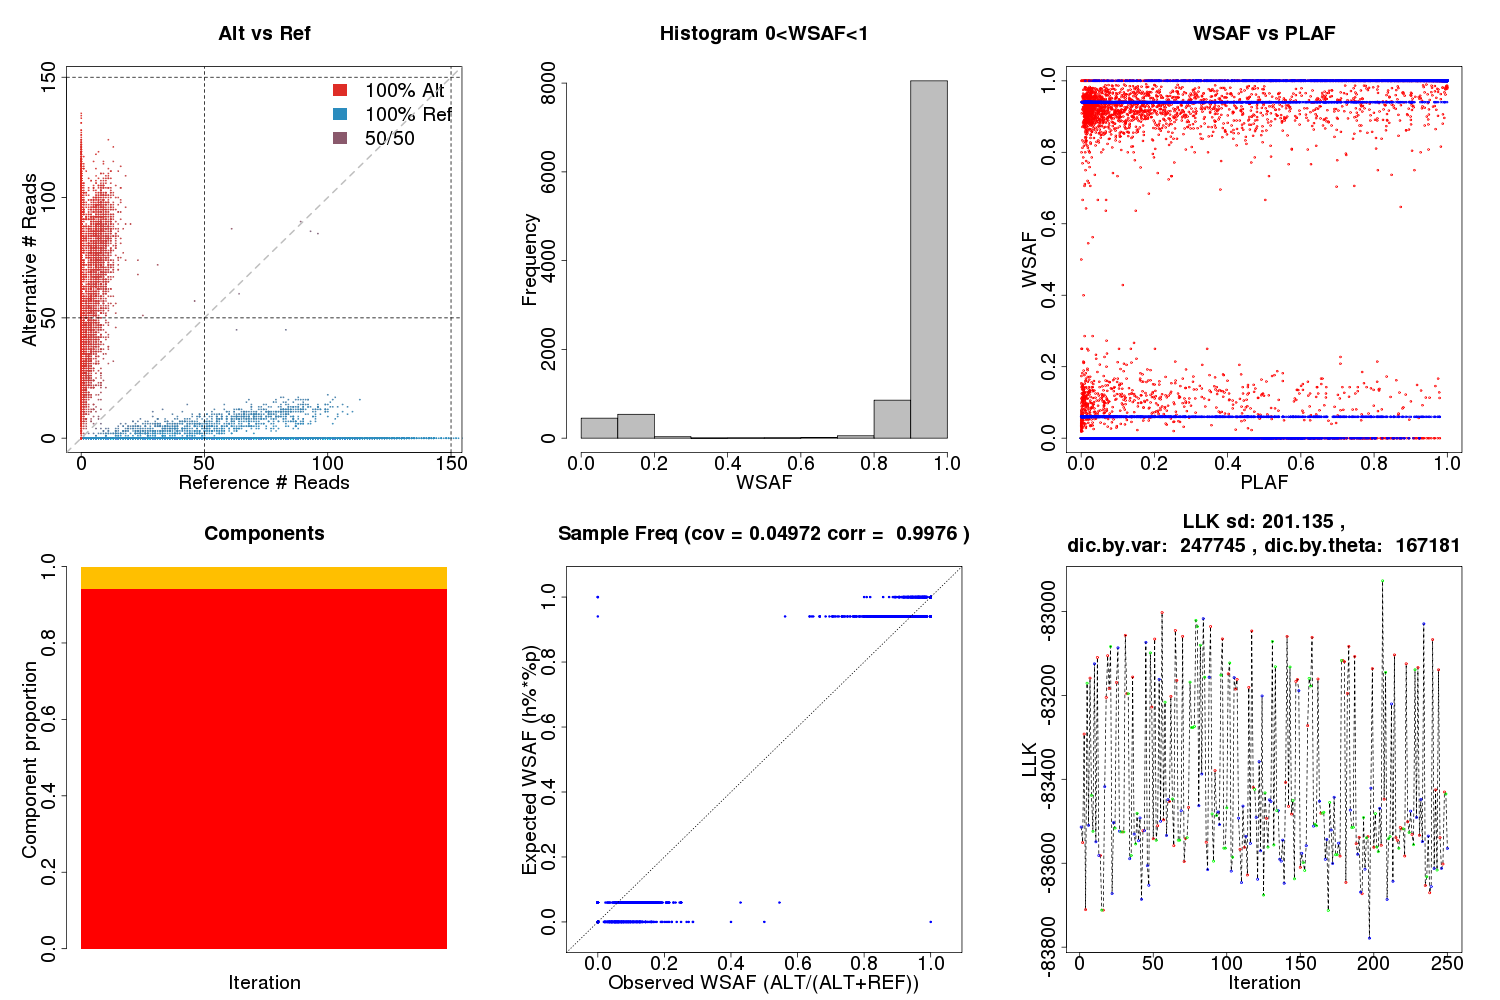 Alt vs Ref
150
100
50
0
Alternative # Reads
100% Alt
100% Ref
50/50
0
50
100
150
Reference # Reads
Histogram 0<WSAF<1
8000
6000
4000
2000
0
Frequency
0.0
0.2
0.4
0.6
0.8
1.0
WSAF
WSAF vs PLAF
1.0
0.8
0.6
0.4
0.2
0.0
WSAF
0.0
0.2
0.4
0.6
0.8
1.0
PLAF
Components
1.0
0.8
0.6
0.4
0.2
0.0
Component proportion
Iteration
Sample Freq (cov = 0.04972 corr = 0.9976 )
1.0
0.8
0.6
0.4
0.2
0.0
Expected WSAF (h%*%p)
0.0
0.2
0.4
0.6
0.8
1.0
Observed WSAF (ALT/(ALT+REF))
LLK sd: 201.135 ,
dic.by.var: 247745 , dic.by.theta: 167181
-83000
-83200
-83400
-83600
-83800
LLK
0
50
100
150
200
250
Iteration